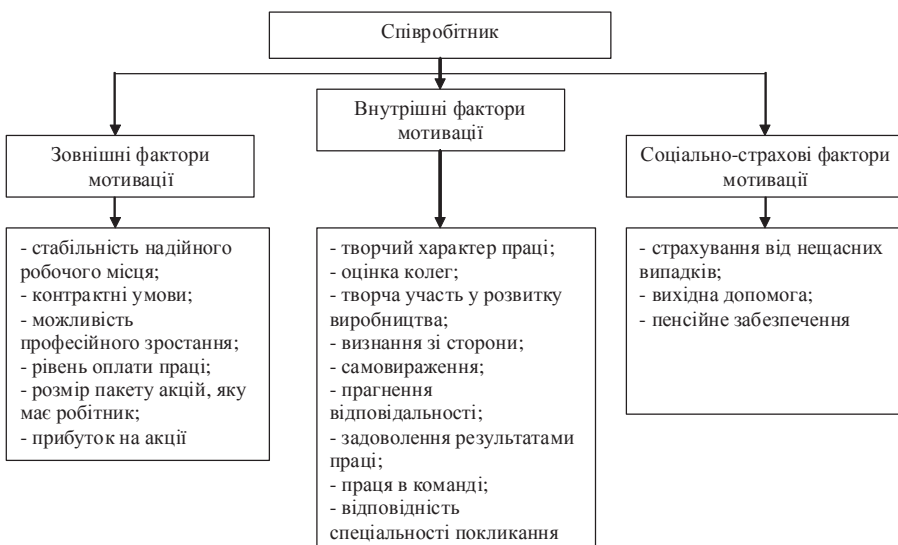 Співробітник
Зовнішні фактори
мотивації
Внутрішні фактори
мотивації
Соціально-страхові фактори
мотивації
- стабільність надійного
робочого місця;
- контрактні умови;
- можливість
професійного зростання;
- рівень оплати праці;
- розмір пакету акцій, яку
має робітник;
- прибуток на акції
- творчий характер праці;
- оцінка колег;
- творча участь у розвитку
виробництва;
- визнання зі сторони;
- самовираження;
- прагнення
відповідальності;
- задоволення результатами
праці;
- праця в команді;
- відповідність
спеціальності покликання
- страхування від нещасних
випадків;
- вихідна допомога;
- пенсійне забезпечення